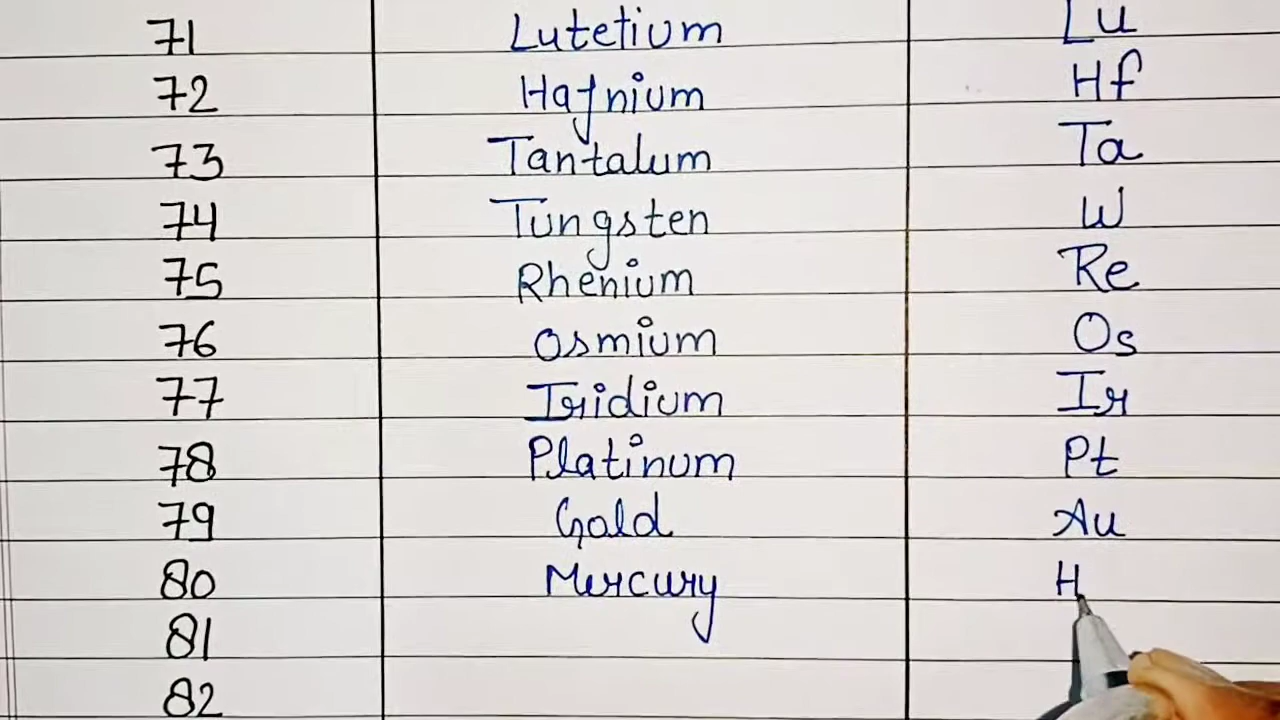 71 Lutetium Lu
72 Hafnium Hf
73 Tantalum Ta
74 Tungsten W
75 Rhenium Re
76 Osmium Os
77 Iridium Ir
78 Platinum Pt
79 Gold Au
80 Mercury H
81
82